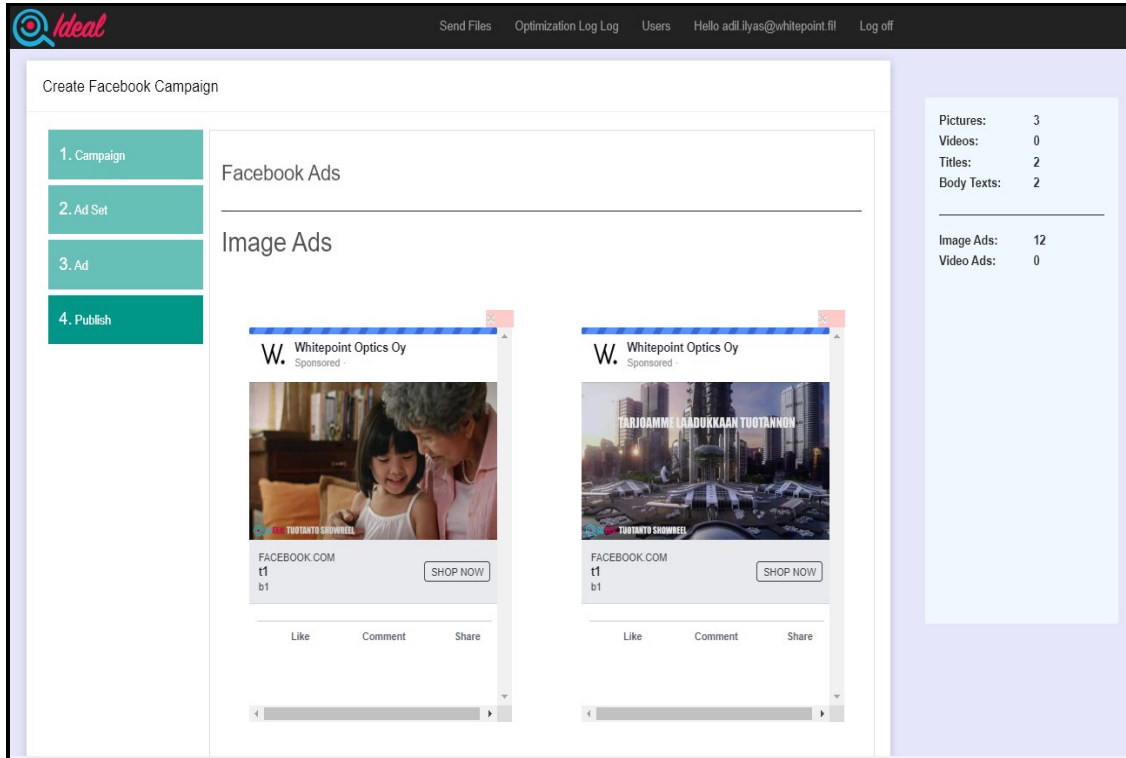 Ideal
Send Files Optimization Log Log Users Hello adil.ilyas@whitepoint.fi! Log off
Create Facebook Campaign
1. Campaign
2. Ad Set
3. Ad
4. Publish
Facebook Ads
Image Ads
Whitepoint Optics Oy
Sponsored ·
TUOTANTO SHOWREEL
FACEBOOK.COM
t1
b1
SHOP NOW
Like Comment Share
Whitepoint Optics Oy
Sponsored ·
TARJOAMME LAADUKKAAN TUOTANNON
TUOTANTO SHOWREEL
FACEBOOK.COM
t1
b1
SHOP NOW
Like Comment Share
Pictures: 3
Videos: 0
Titles: 2
Body Texts: 2
Image Ads: 12
Video Ads: 0